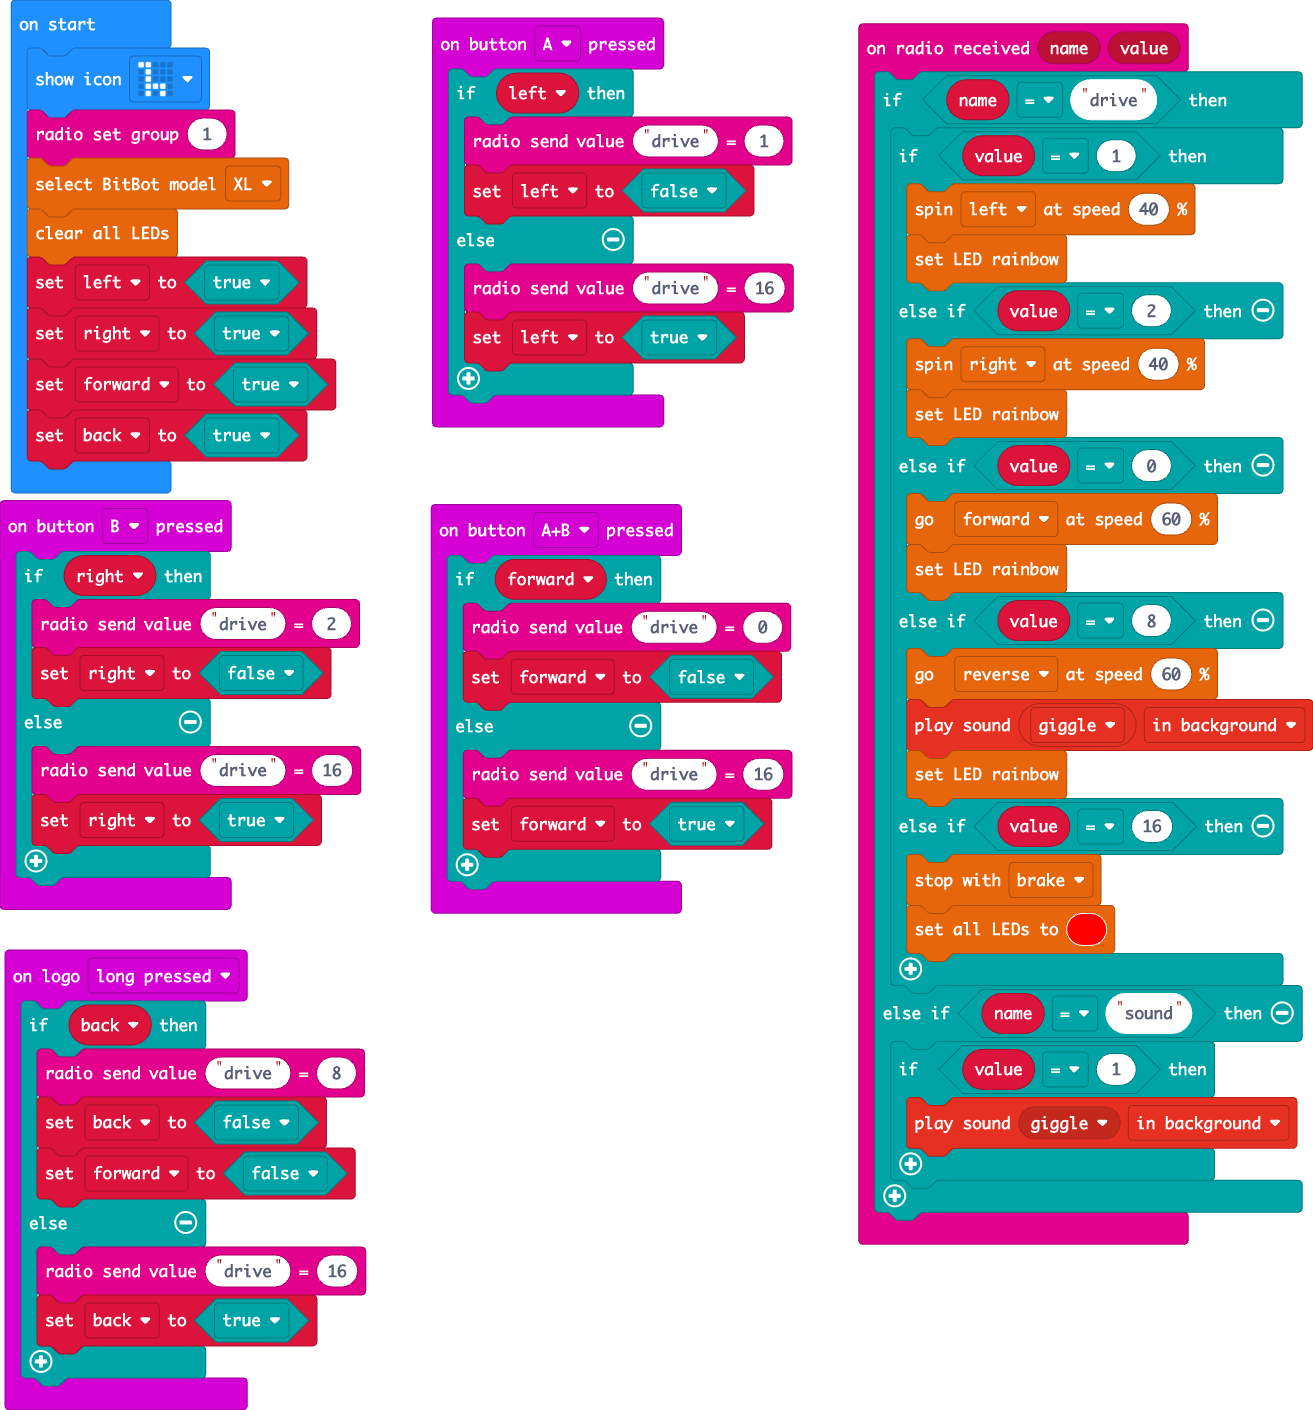 on start
show icon
radio set group 1
select BitBot model XL
clear all LEDs
set left to true
set right to true
set forward to true
set back to true
on button A pressed
if left then
radio send value "drive" = 1
set left to false
else
radio send value "drive" = 16
set left to true
on button B pressed
if right then
radio send value "drive" = 2
set right to false
else
radio send value "drive" = 16
set right to true
on button A+B pressed
if forward then
radio send value "drive" = 0
set forward to false
else
radio send value "drive" = 16
set forward to true
on logo long pressed
if back then
radio send value "drive" = 8
set back to false
set forward to false
else
radio send value "drive" = 16
set back to true
on radio received name value
if name = "drive" then
if value = 1 then
spin left at speed 40 %
set LED rainbow
else if value = 2 then
spin right at speed 40 %
set LED rainbow
else if value = 0 then
go forward at speed 60 %
set LED rainbow
else if value = 8 then
go reverse at speed 60 %
play sound giggle in background
set LED rainbow
else if value = 16 then
stop with brake
set all LEDs to
else if name = "sound" then
if value = 1 then
play sound giggle in background